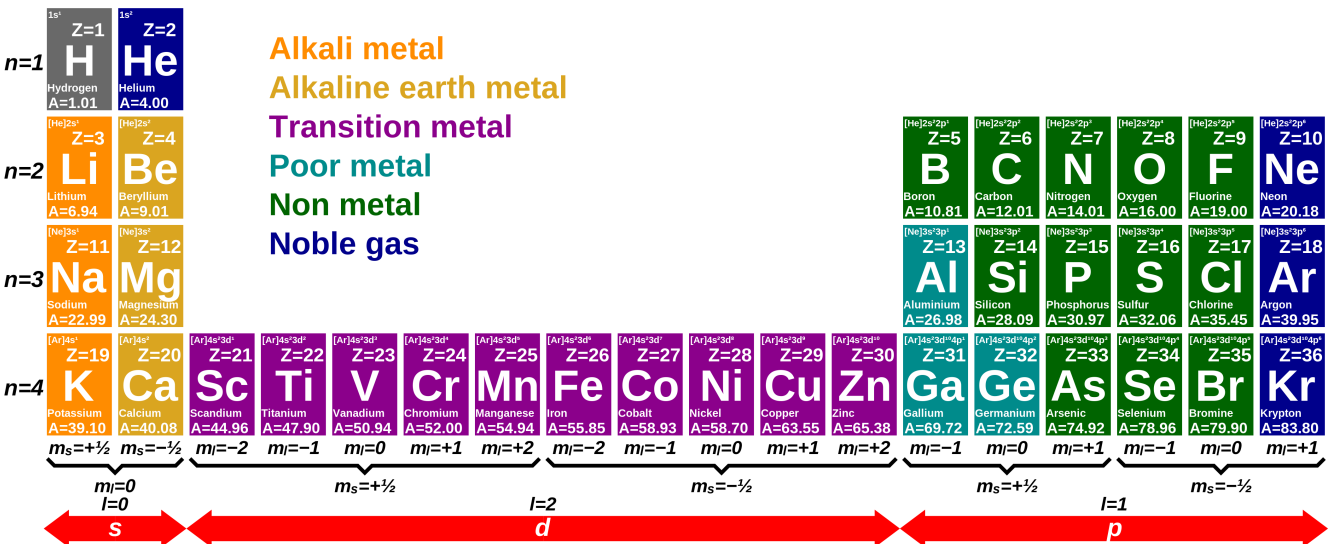 1s¹ 1s²
Z=1 Z=2
n=1 H He
Hydrogen Helium
A=1.01 A=4.00
Alkali metal
Alkaline earth metal
Transition metal
Poor metal
Non metal
Noble gas
[He]2s¹ [He]2s² [He]2s²2p¹ [He]2s²2p² [He]2s²2p³ [He]2s²2p⁴ [He]2s²2p⁵ [He]2s²2p⁶
Z=3 Z=4 Z=5 Z=6 Z=7 Z=8 Z=9 Z=10
n=2 Li Be B C N O F Ne
Lithium Beryllium Boron Carbon Nitrogen Oxygen Fluorine Neon
A=6.94 A=9.01 A=10.81 A=12.01 A=14.01 A=16.00 A=19.00 A=20.18
[Ne]3s¹ [Ne]3s² [Ne]3s²3p¹ [Ne]3s²3p² [Ne]3s²3p³ [Ne]3s²3p⁴ [Ne]3s²3p⁵ [Ne]3s²3p⁶
Z=11 Z=12 Z=13 Z=14 Z=15 Z=16 Z=17 Z=18
n=3 Na Mg Al Si P S Cl Ar
Sodium Magnesium Aluminium Silicon Phosphorus Sulfur Chlorine Argon
A=22.99 A=24.30 A=26.98 A=28.09 A=30.97 A=32.06 A=35.45 A=39.95
[Ar]4s¹ [Ar]4s² [Ar]4s²3d¹ [Ar]4s²3d² [Ar]4s²3d³ [Ar]4s²3d⁴ [Ar]4s²3d⁵ [Ar]4s²3d⁶ [Ar]4s²3d⁷ [Ar]4s²3d⁸ [Ar]4s²3d⁹ [Ar]4s²3d¹⁰ [Ar]4s²3d¹⁰4p¹ [Ar]4s²3d¹⁰4p² [Ar]4s²3d¹⁰4p³ [Ar]4s²3d¹⁰4p⁴ [Ar]4s²3d¹⁰4p⁵ [Ar]4s²3d¹⁰4p⁶
Z=19 Z=20 Z=21 Z=22 Z=23 Z=24 Z=25 Z=26 Z=27 Z=28 Z=29 Z=30 Z=31 Z=32 Z=33 Z=34 Z=35 Z=36
n=4 K Ca Sc Ti V Cr Mn Fe Co Ni Cu Zn Ga Ge As Se Br Kr
Potassium Calcium Scandium Titanium Vanadium Chromium Manganese Iron Cobalt Nickel Copper Zinc Gallium Germanium Arsenic Selenium Bromine Krypton
A=39.10 A=40.08 A=44.96 A=47.90 A=50.94 A=52.00 A=54.94 A=55.85 A=58.93 A=58.70 A=63.55 A=65.38 A=69.72 A=72.59 A=74.92 A=78.96 A=79.90 A=83.80
mₛ=+½ mₛ=−½ mₗ=−2 mₗ=−1 mₗ=0 mₗ=+1 mₗ=+2 mₗ=−2 mₗ=−1 mₗ=0 mₗ=+1 mₗ=+2 mₗ=−1 mₗ=0 mₗ=+1 mₗ=−1 mₗ=0 mₗ=+1
mₗ=0 mₛ=+½ mₛ=−½ mₛ=+½ mₛ=−½
l=0 l=2 l=1
s d p